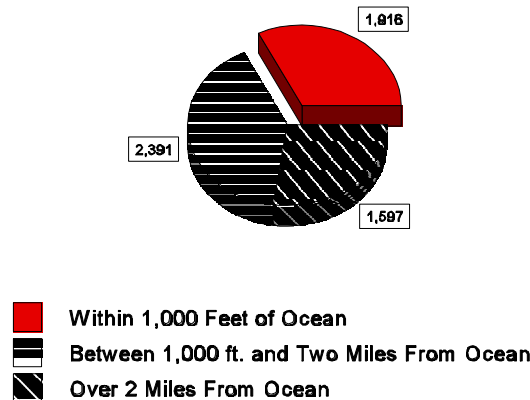 1,916
2,391
1,597
Within 1,000 Feet of Ocean
Between 1,000 ft. and Two Miles From Ocean
Over 2 Miles From Ocean